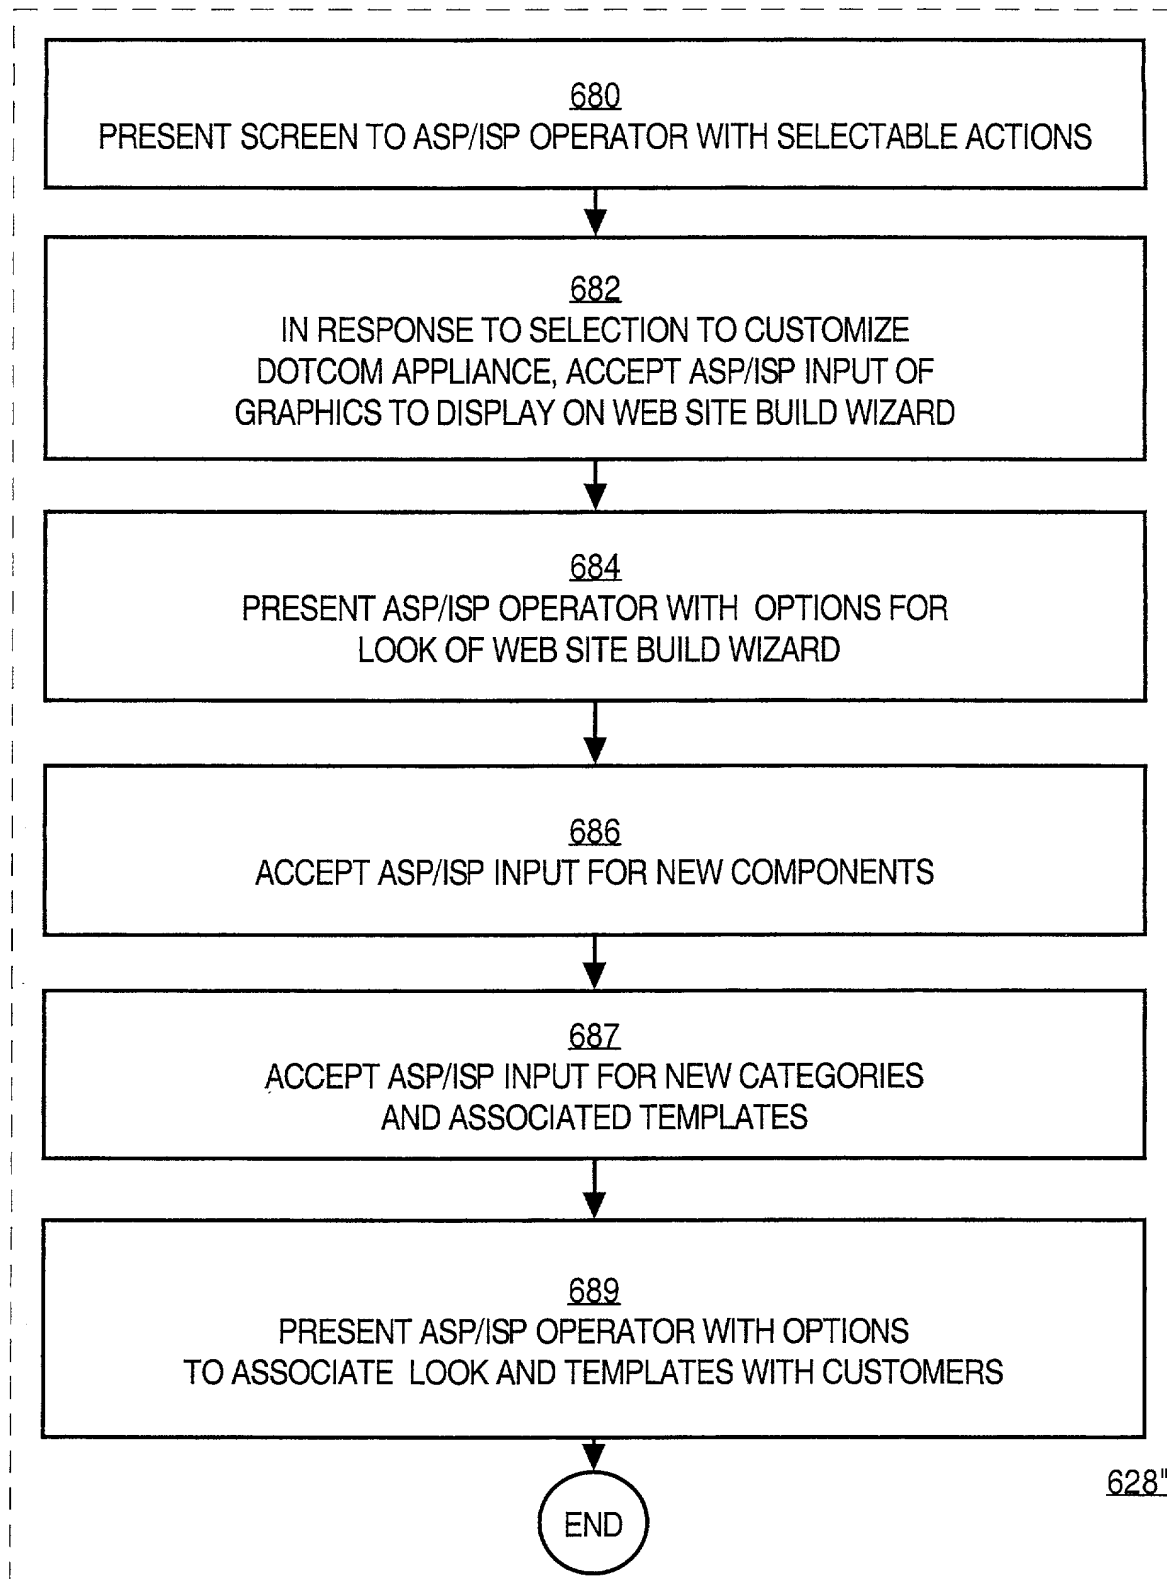 680
PRESENT SCREEN TO ASP/ISP OPERATOR WITH SELECTABLE ACTIONS
682
IN RESPONSE TO SELECTION TO CUSTOMIZE
DOTCOM APPLIANCE, ACCEPT ASP/ISP INPUT OF
GRAPHICS TO DISPLAY ON WEB SITE BUILD WIZARD
684
PRESENT ASP/ISP OPERATOR WITH OPTIONS FOR
LOOK OF WEB SITE BUILD WIZARD
686
ACCEPT ASP/ISP INPUT FOR NEW COMPONENTS
687
ACCEPT ASP/ISP INPUT FOR NEW CATEGORIES
AND ASSOCIATED TEMPLATES
689
PRESENT ASP/ISP OPERATOR WITH OPTIONS
TO ASSOCIATE LOOK AND TEMPLATES WITH CUSTOMERS
628"
END